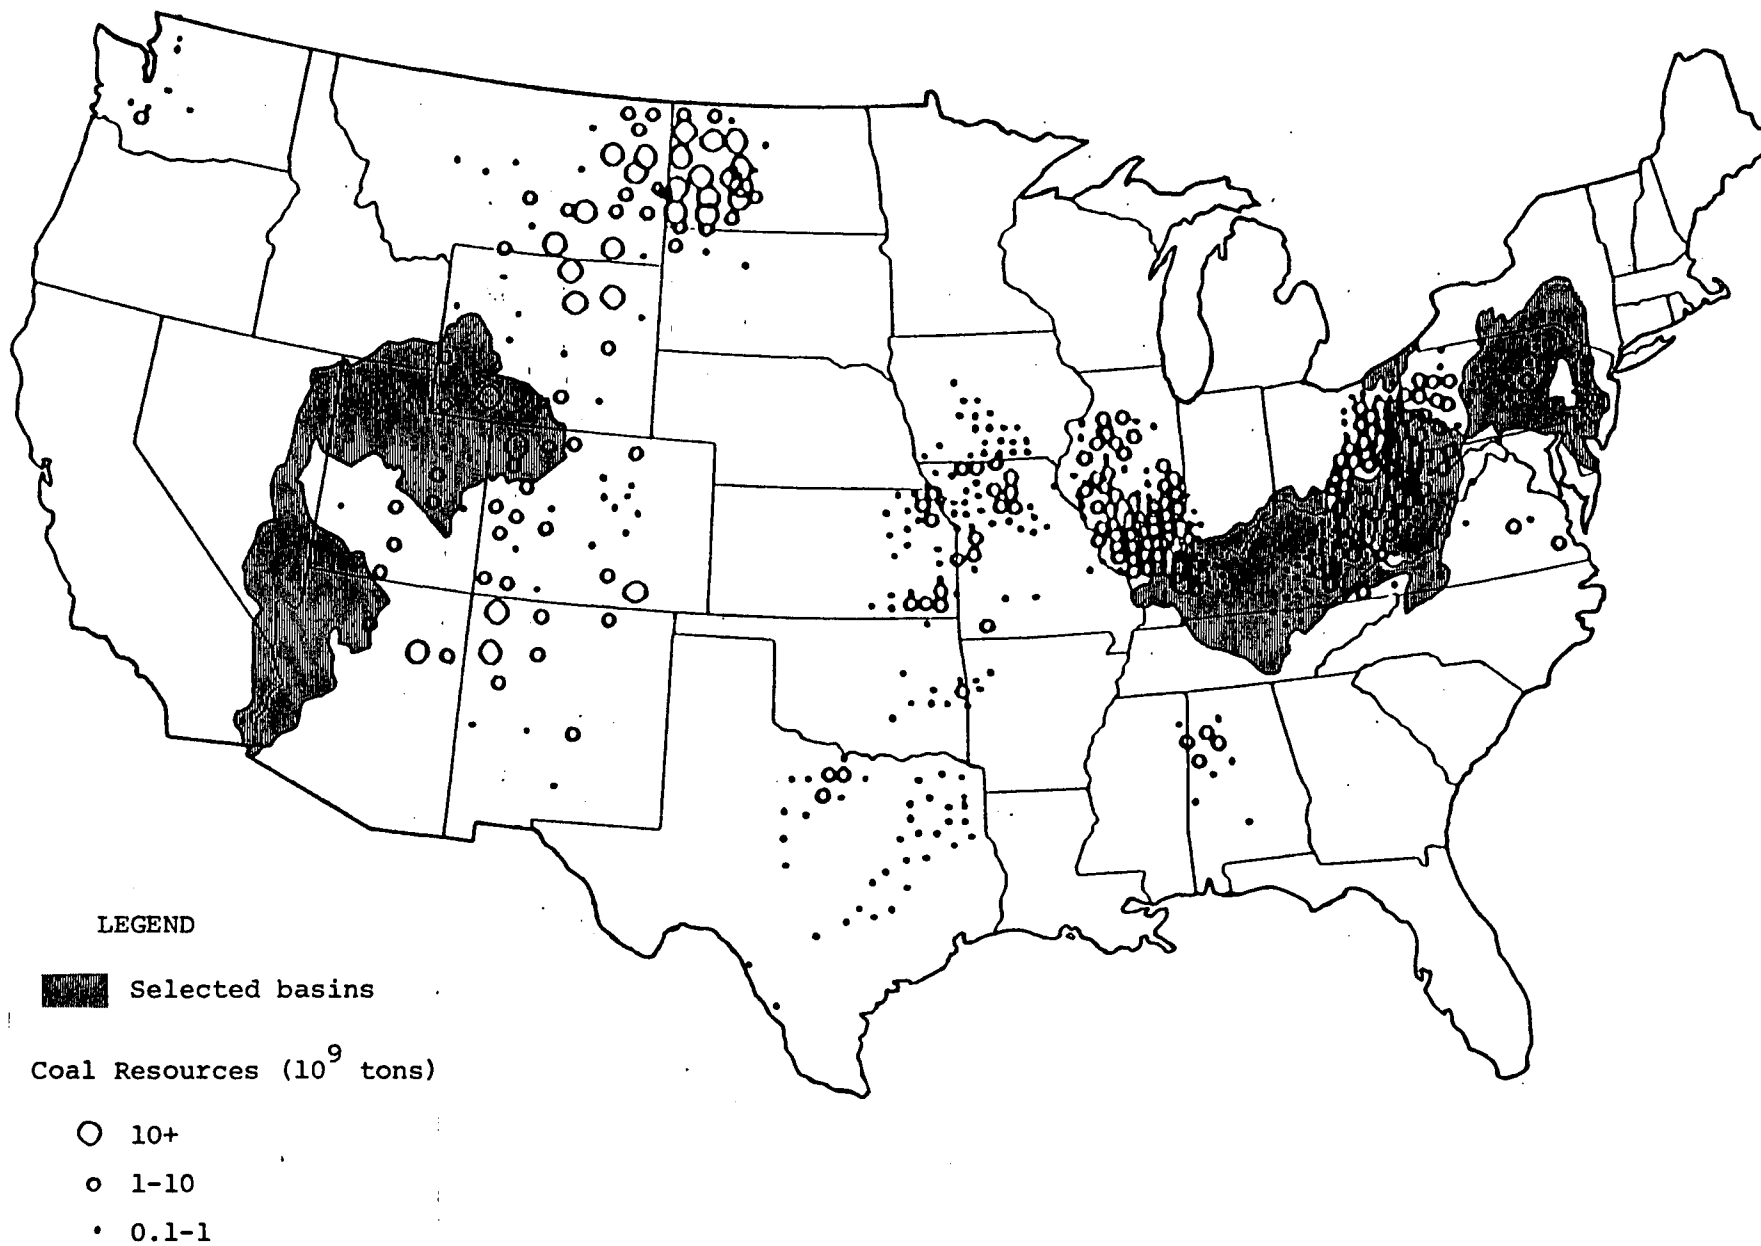 LEGEND
Selected basins
Coal Resources (10⁹ tons)
10+
1-10
0.1-1